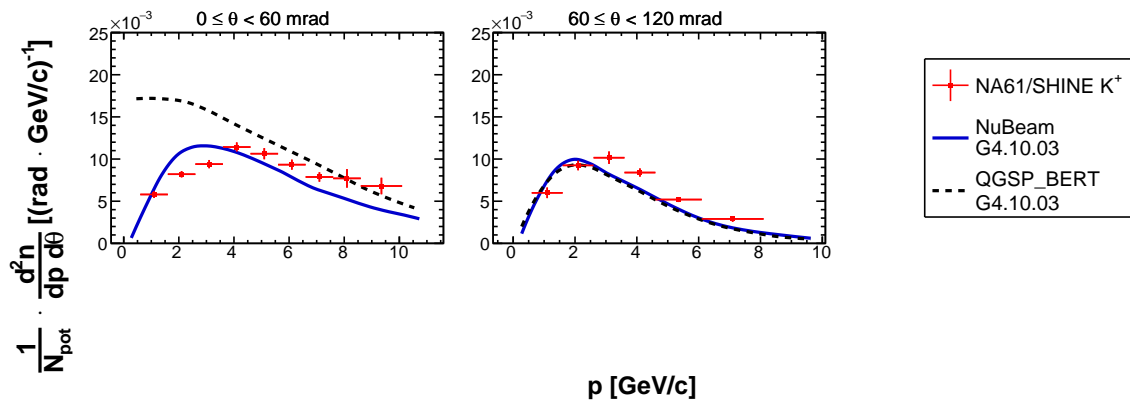 ×10⁻³
0 ≤ θ < 60 mrad
25
20
15
10
5
0
0 2 4 6 8 10
×10⁻³
60 ≤ θ < 120 mrad
25
20
15
10
5
0
0 2 4 6 8 10
NA61/SHINE K⁺
NuBeam
G4.10.03
QGSP_BERT
G4.10.03
1/N_pot · d²n/dp dθ [(rad · GeV/c)⁻¹]
p [GeV/c]